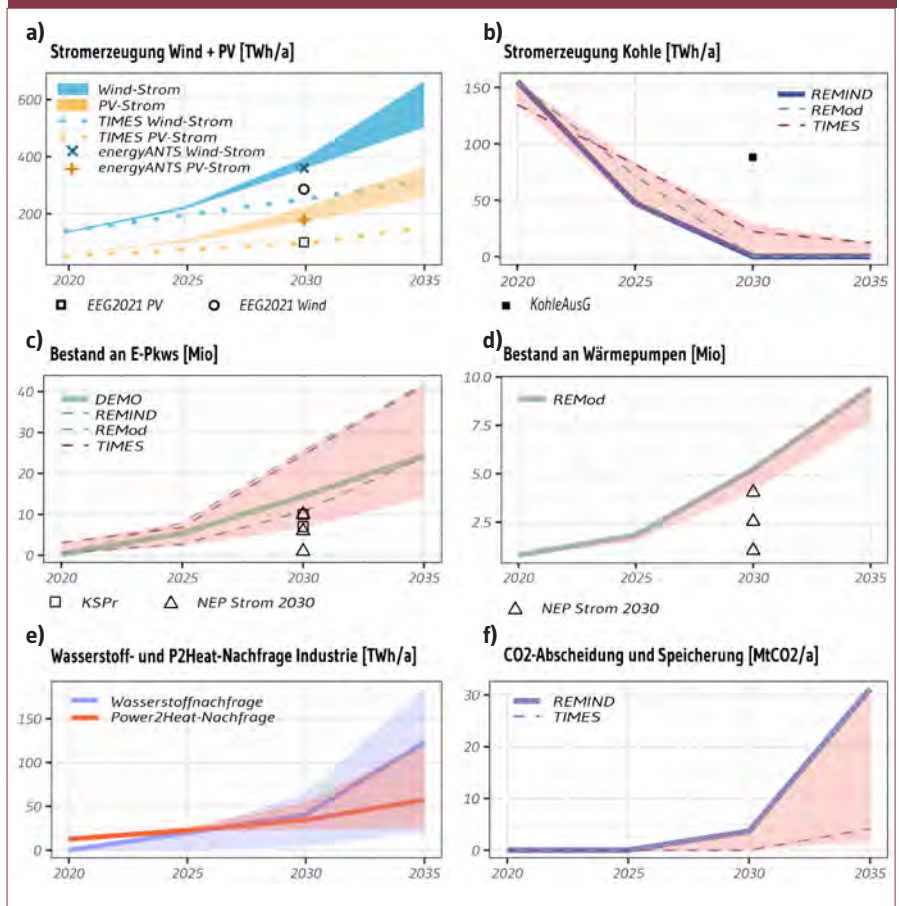 a)
Stromerzeugung Wind + PV [TWh/a]
600
400
200
Wind-Strom
PV-Strom
TIMES Wind-Strom
TIMES PV-Strom
energyANTS Wind-Strom
energyANTS PV-Strom
2020 2025 2030 2035
EEG2021 PV EEG2021 Wind
b)
Stromerzeugung Kohle [TWh/a]
150
100
50
0
REMIND
REMod
TIMES
2020 2025 2030 2035
KohleAusG
c)
Bestand an E-Pkws [Mio]
40
30
20
10
0
DEMO
REMIND
REMod
TIMES
2020 2025 2030 2035
KSPr NEP Strom 2030
d)
Bestand an Wärmepumpen [Mio]
10.0
7.5
5.0
2.5
REMod
2020 2025 2030 2035
NEP Strom 2030
e)
Wasserstoff- und P2Heat-Nachfrage Industrie [TWh/a]
150
100
50
0
Wasserstoffnachfrage
Power2Heat-Nachfrage
2020 2025 2030 2035
f)
CO2-Abscheidung und Speicherung [MtCO2/a]
30
20
10
0
REMIND
TIMES
2020 2025 2030 2035